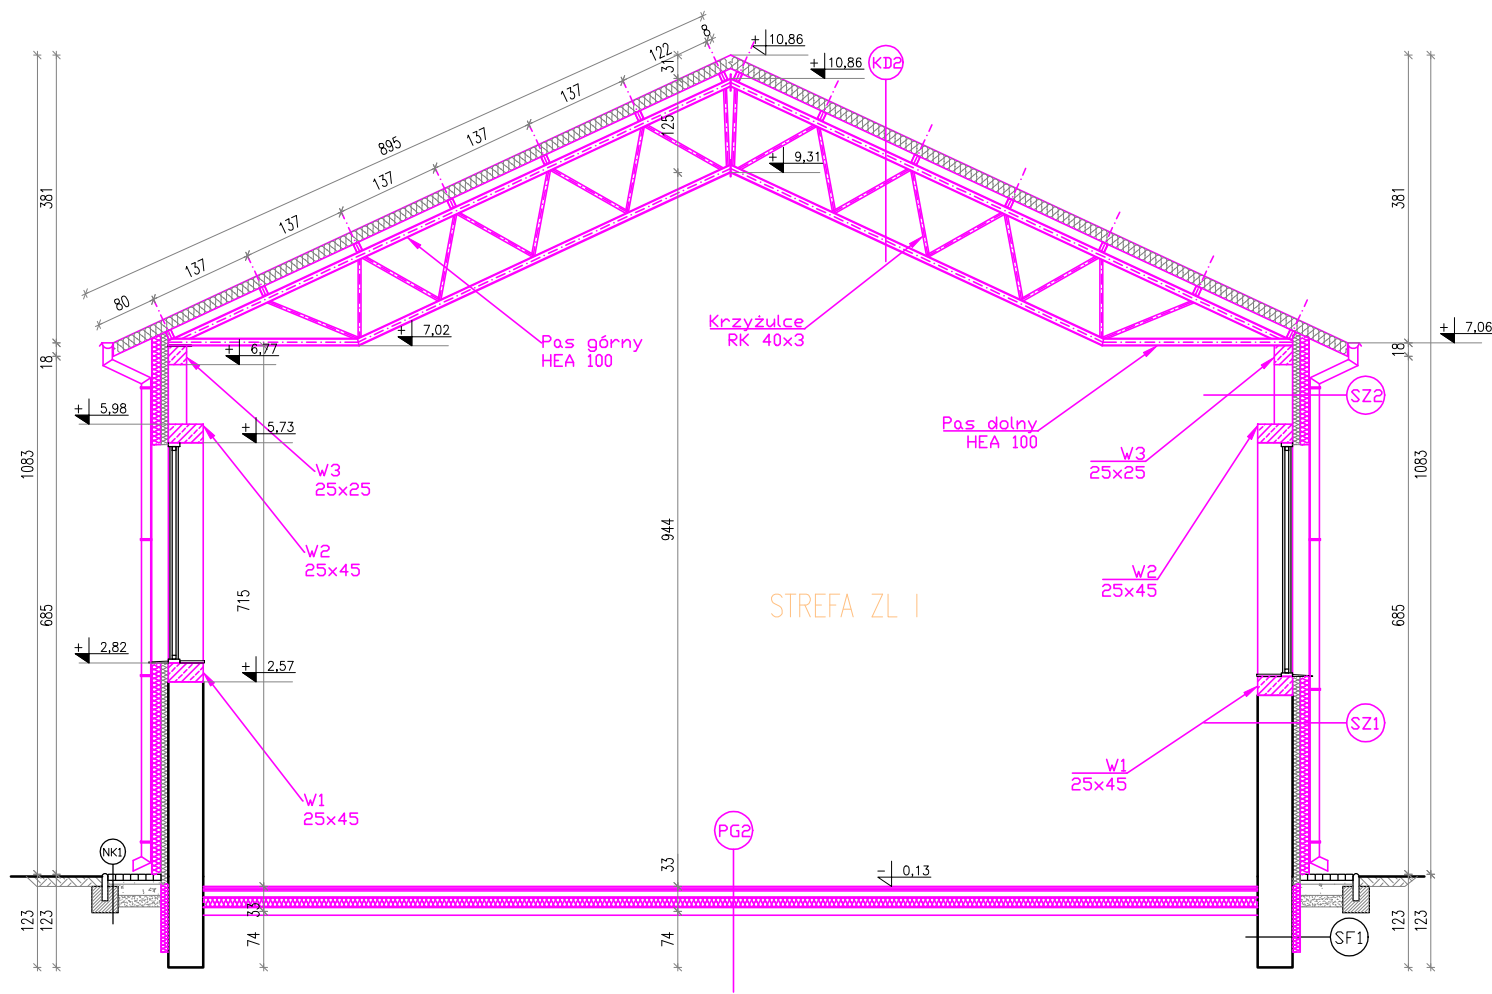 8
122
137
137
137
137
137
80
895
31
125
+ 10,86
+ 10,86
KD2
+ 9,31
381
381
18
18
+ 7,02
+ 6,77
+ 7,06
Pas górny
HEA 100
Krzyżulce
RK 40x3
Pas dolny
HEA 100
SZ2
+ 5,98
+ 5,73
W3
25x25
W3
25x25
1083
1083
944
W2
25x45
W2
25x45
715
STREFA ZL I
685
685
+ 2,82
+ 2,57
SZ1
W1
25x45
W1
25x45
PG2
NK1
33
- 0,13
33
123
123
74
74
123
123
SF1